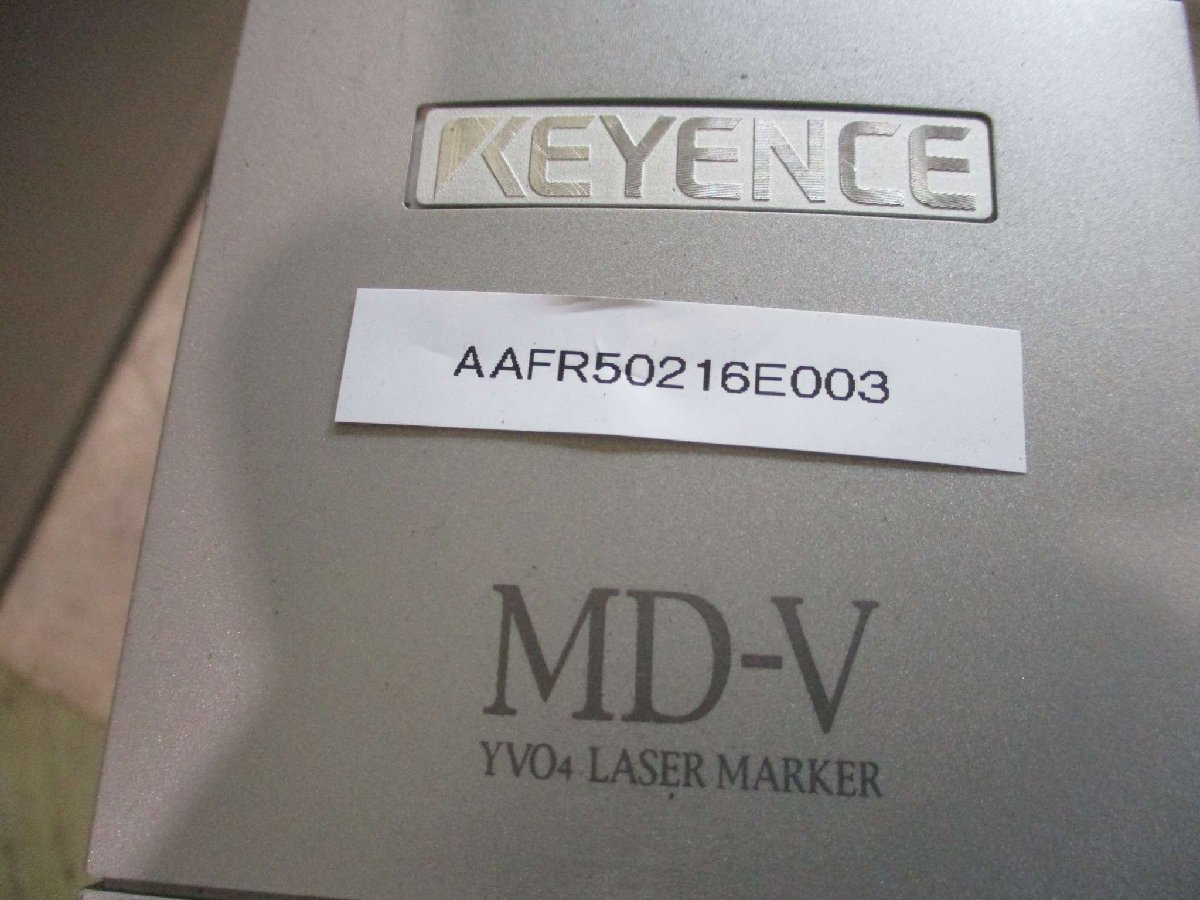 KEYENCE
AAFR50216E003
MD-V
YVO4 LASER MARKER